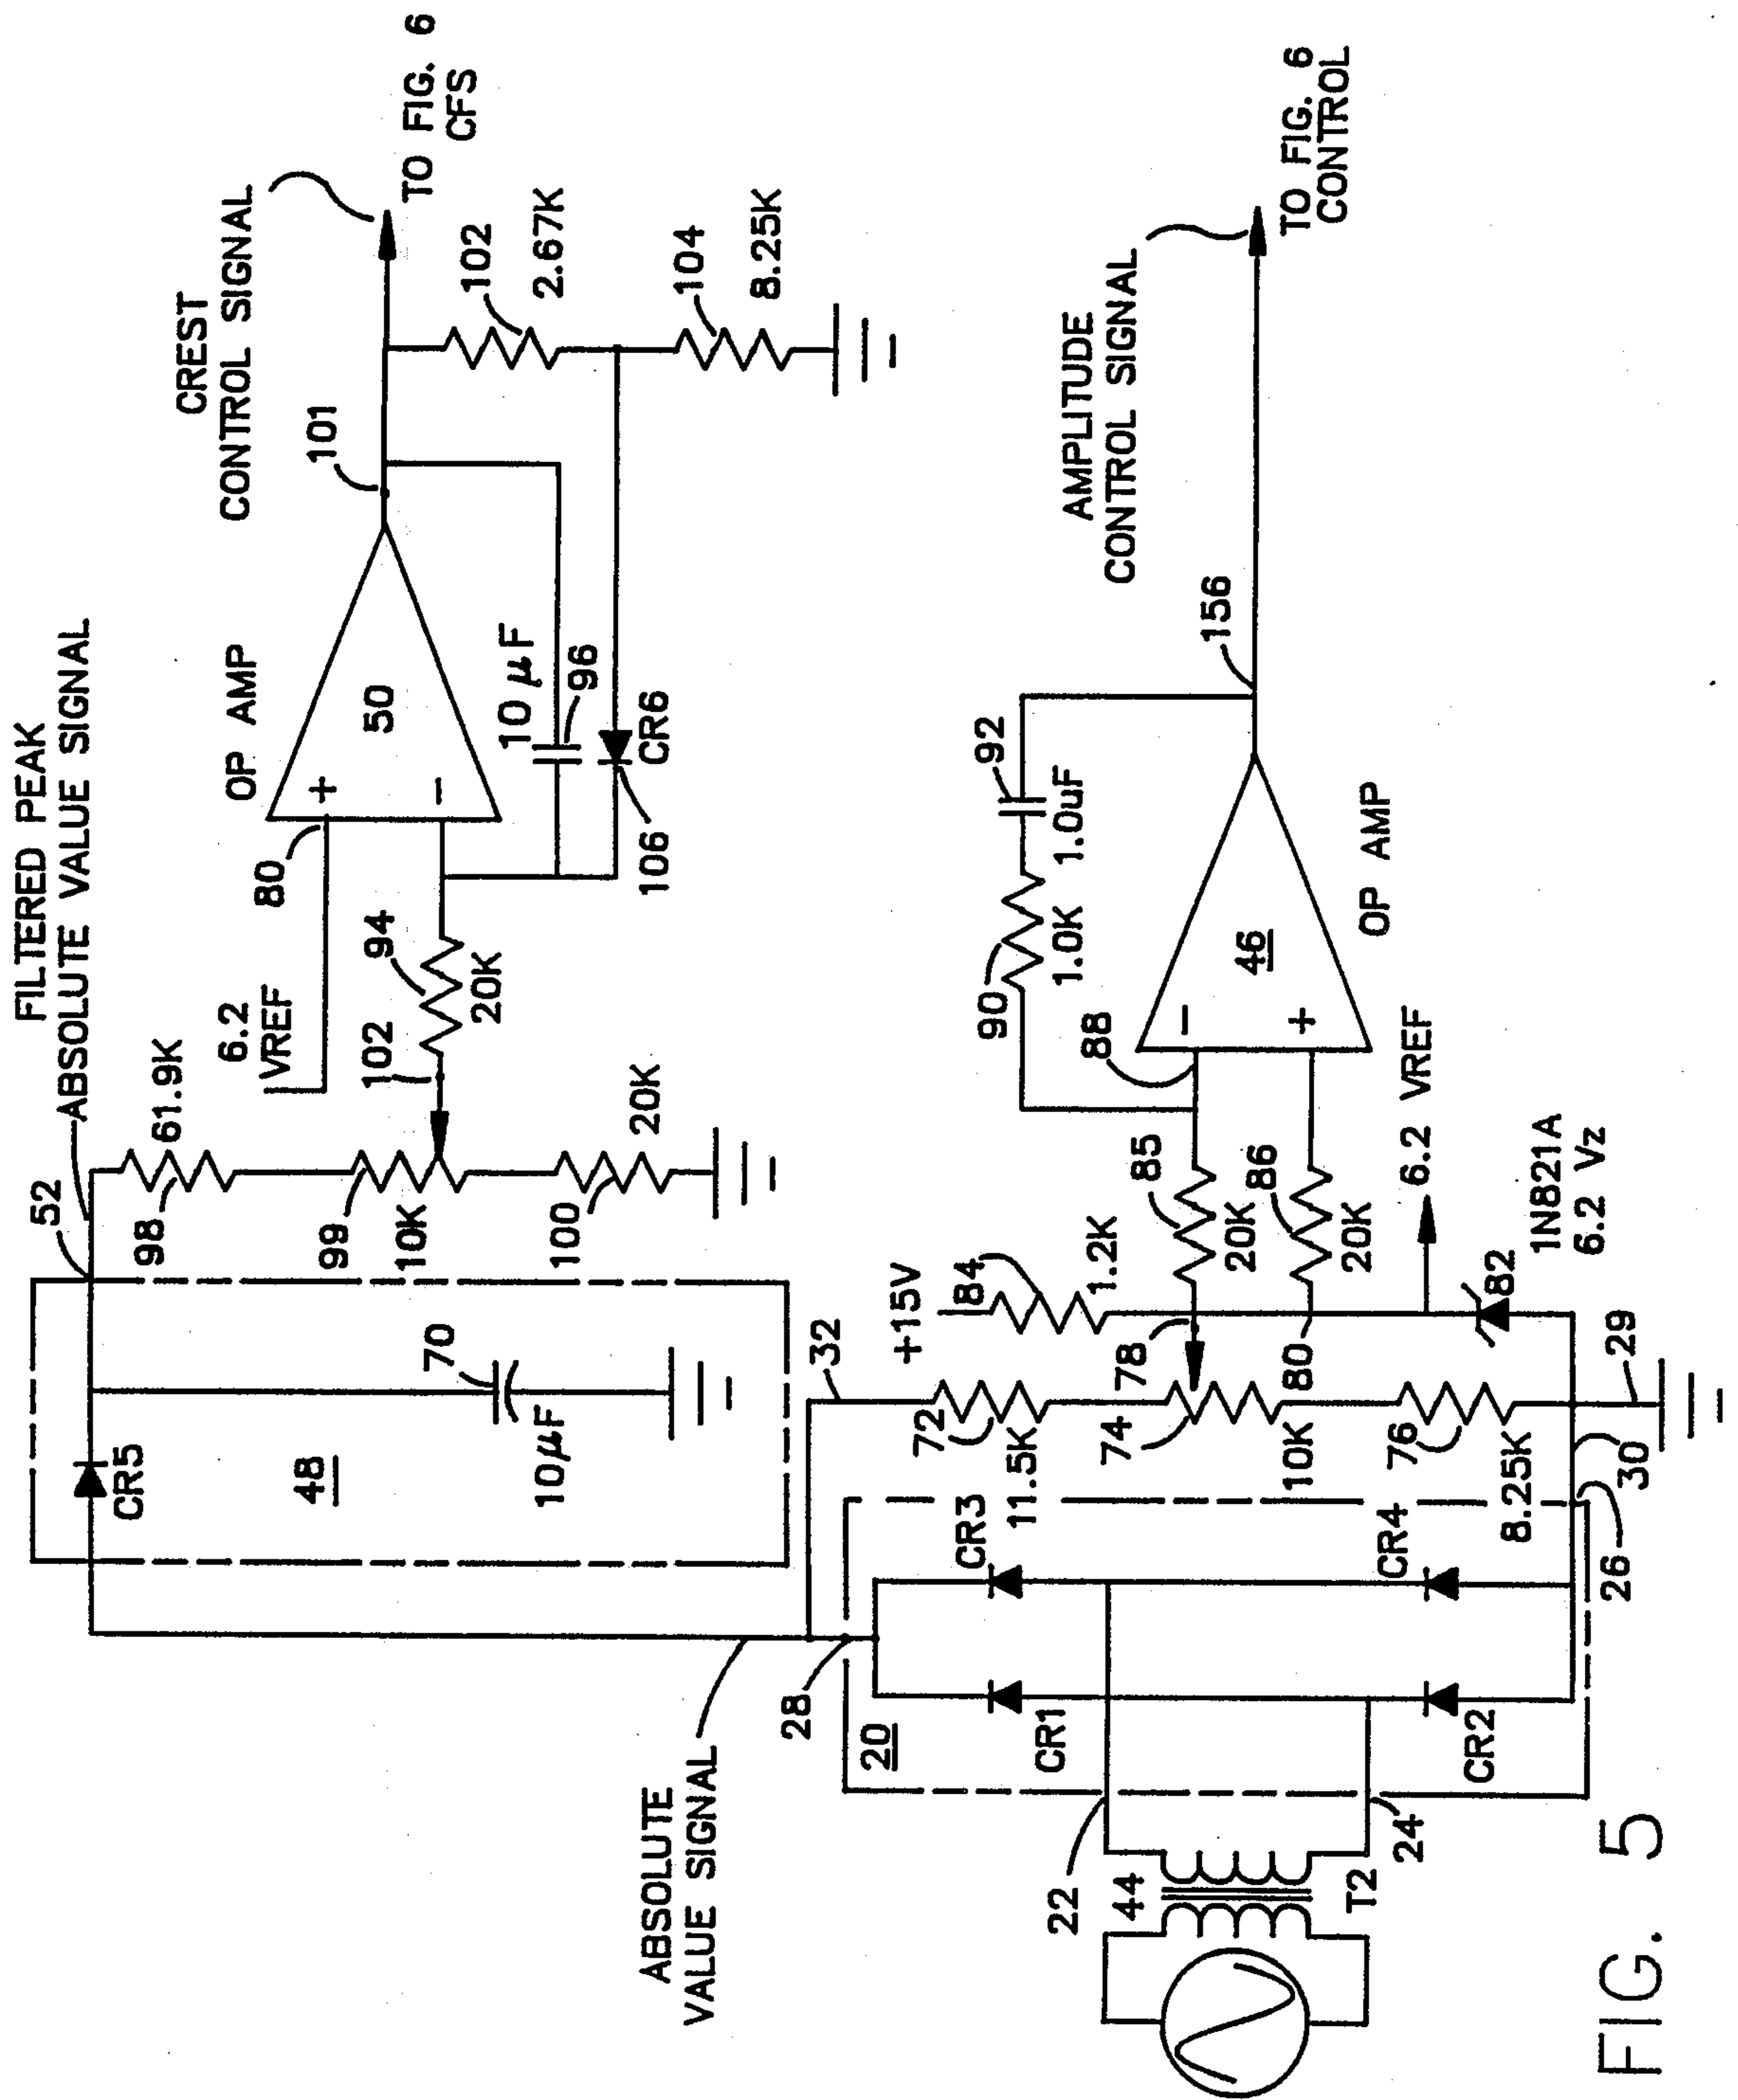 FILTERED PEAK
ABSOLUTE VALUE SIGNAL
CREST
CONTROL SIGNAL
TO FIG. 6
CFS
52
61.9K
98
6.2
VREF
80
OP AMP
+
50
−
101
102
2.67K
104
8.25K
CR5
48
70
10µF
99
10K
102
94
20K
100
20K
10 µF
96
106
CR6
ABSOLUTE
VALUE SIGNAL
28
32
+15V
84
1.2K
72
11.5K
78
74
10K
80
76
8.25K
85
20K
86
20K
88
90
1.0K
92
1.0uF
−
46
+
OP AMP
156
AMPLITUDE
CONTROL SIGNAL
TO FIG. 6
CONTROL
6.2 VREF
82
1N821A
6.2 Vz
29
30
26
20
CR1
CR3
CR2
CR4
22
44
T2
24
FIG. 5